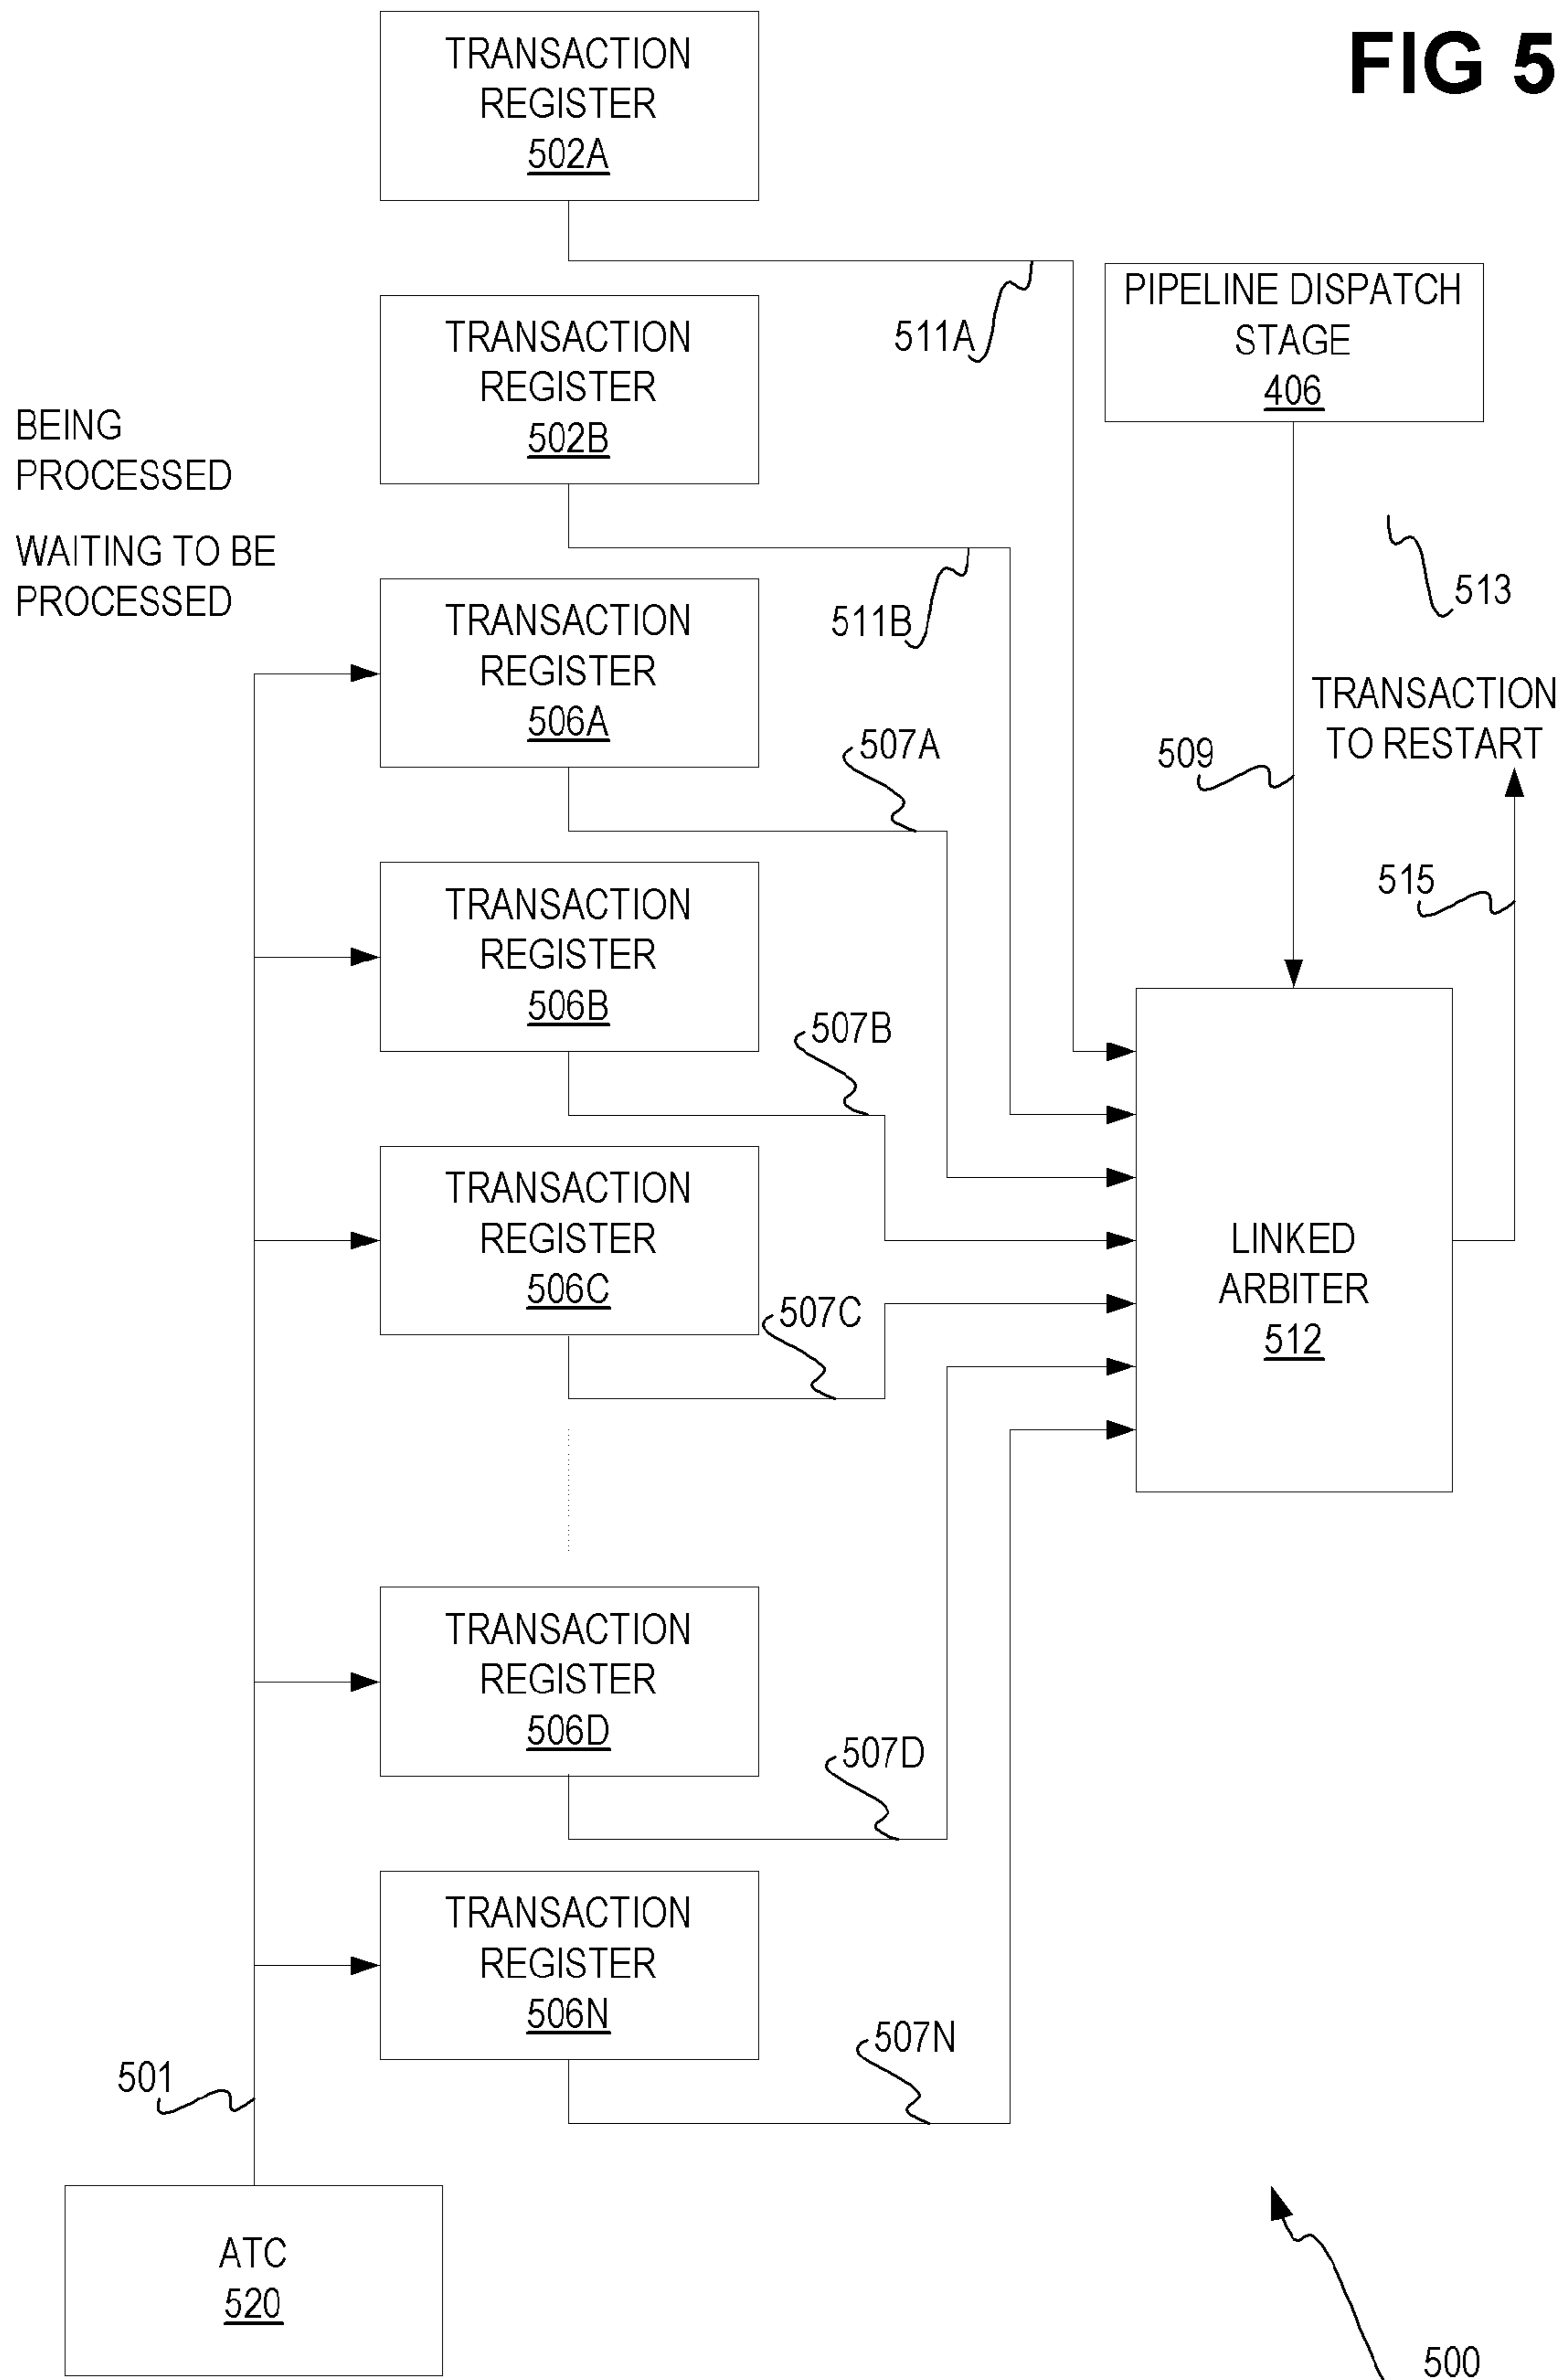 FIG 5
TRANSACTION
REGISTER
502A
PIPELINE DISPATCH
STAGE
406
511A
TRANSACTION
REGISTER
502B
BEING
PROCESSED
WAITING TO BE
PROCESSED
511B
513
TRANSACTION
REGISTER
506A
507A
509
TRANSACTION
TO RESTART
515
TRANSACTION
REGISTER
506B
507B
TRANSACTION
REGISTER
506C
507C
LINKED
ARBITER
512
TRANSACTION
REGISTER
506D
507D
TRANSACTION
REGISTER
506N
507N
501
ATC
520
500